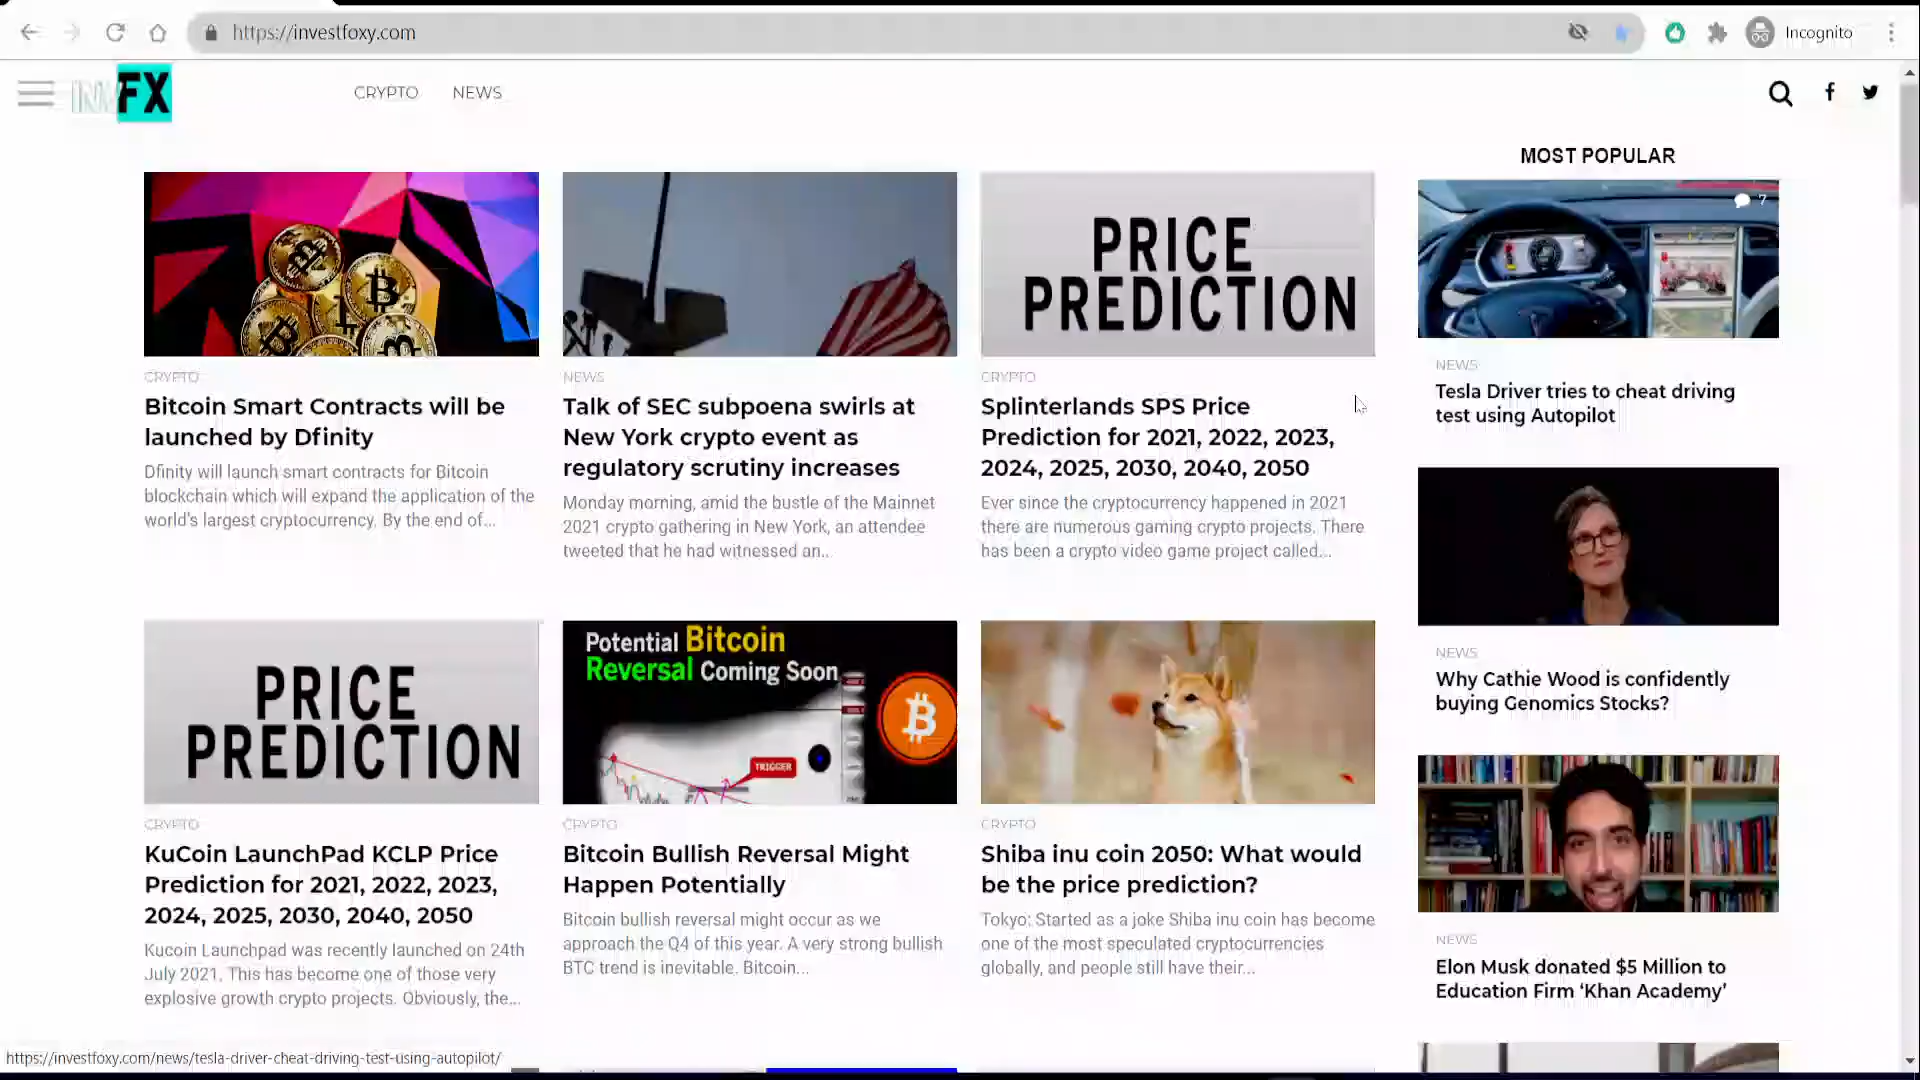 https://investfoxy.com
Incognito
INVFX
CRYPTO
NEWS
MOST POPULAR
PRICE
PREDICTION
7
CRYPTO
Bitcoin Smart Contracts will be
launched by Dfinity
Dfinity will launch smart contracts for Bitcoin
blockchain which will expand the application of the
world's largest cryptocurrency. By the end of...
NEWS
Talk of SEC subpoena swirls at
New York crypto event as
regulatory scrutiny increases
Monday morning, amid the bustle of the Mainnet
2021 crypto gathering in New York, an attendee
tweeted that he had witnessed an...
CRYPTO
Splinterlands SPS Price
Prediction for 2021, 2022, 2023,
2024, 2025, 2030, 2040, 2050
Ever since the cryptocurrency happened in 2021
there are numerous gaming crypto projects. There
has been a crypto video game project called...
NEWS
Tesla Driver tries to cheat driving
test using Autopilot
NEWS
Why Cathie Wood is confidently
buying Genomics Stocks?
PRICE
PREDICTION
Potential Bitcoin
Reversal Coming Soon
TRIGGER
CRYPTO
KuCoin LaunchPad KCLP Price
Prediction for 2021, 2022, 2023,
2024, 2025, 2030, 2040, 2050
Kucoin Launchpad was recently launched on 24th
July 2021. This has become one of those very
explosive growth crypto projects. Obviously, the...
CRYPTO
Bitcoin Bullish Reversal Might
Happen Potentially
Bitcoin bullish reversal might occur as we
approach the Q4 of this year. A very strong bullish
BTC trend is inevitable. Bitcoin...
CRYPTO
Shiba inu coin 2050: What would
be the price prediction?
Tokyo: Started as a joke Shiba inu coin has become
one of the most speculated cryptocurrencies
globally, and people still have their...
NEWS
Elon Musk donated $5 Million to
Education Firm ‘Khan Academy’
https://investfoxy.com/news/tesla-driver-cheat-driving-test-using-autopilot/